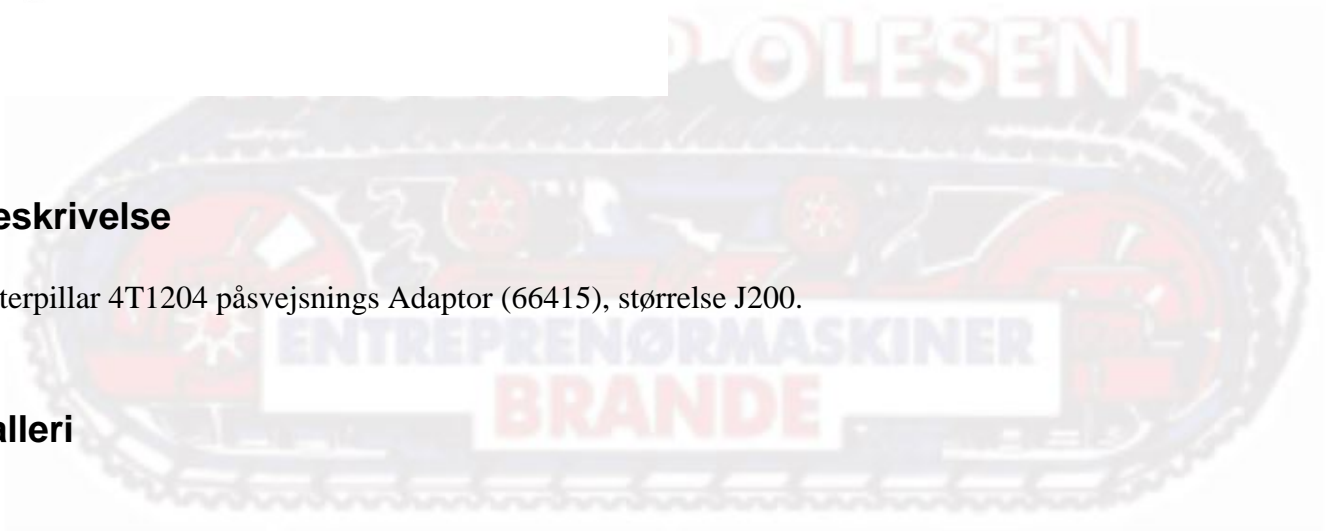 P OLESEN
eskrivelse
terpillar 4T1204 påsvejsnings Adaptor (66415), størrelse J200.
ENTREPRENØRMASKINER
BRANDE
alleri